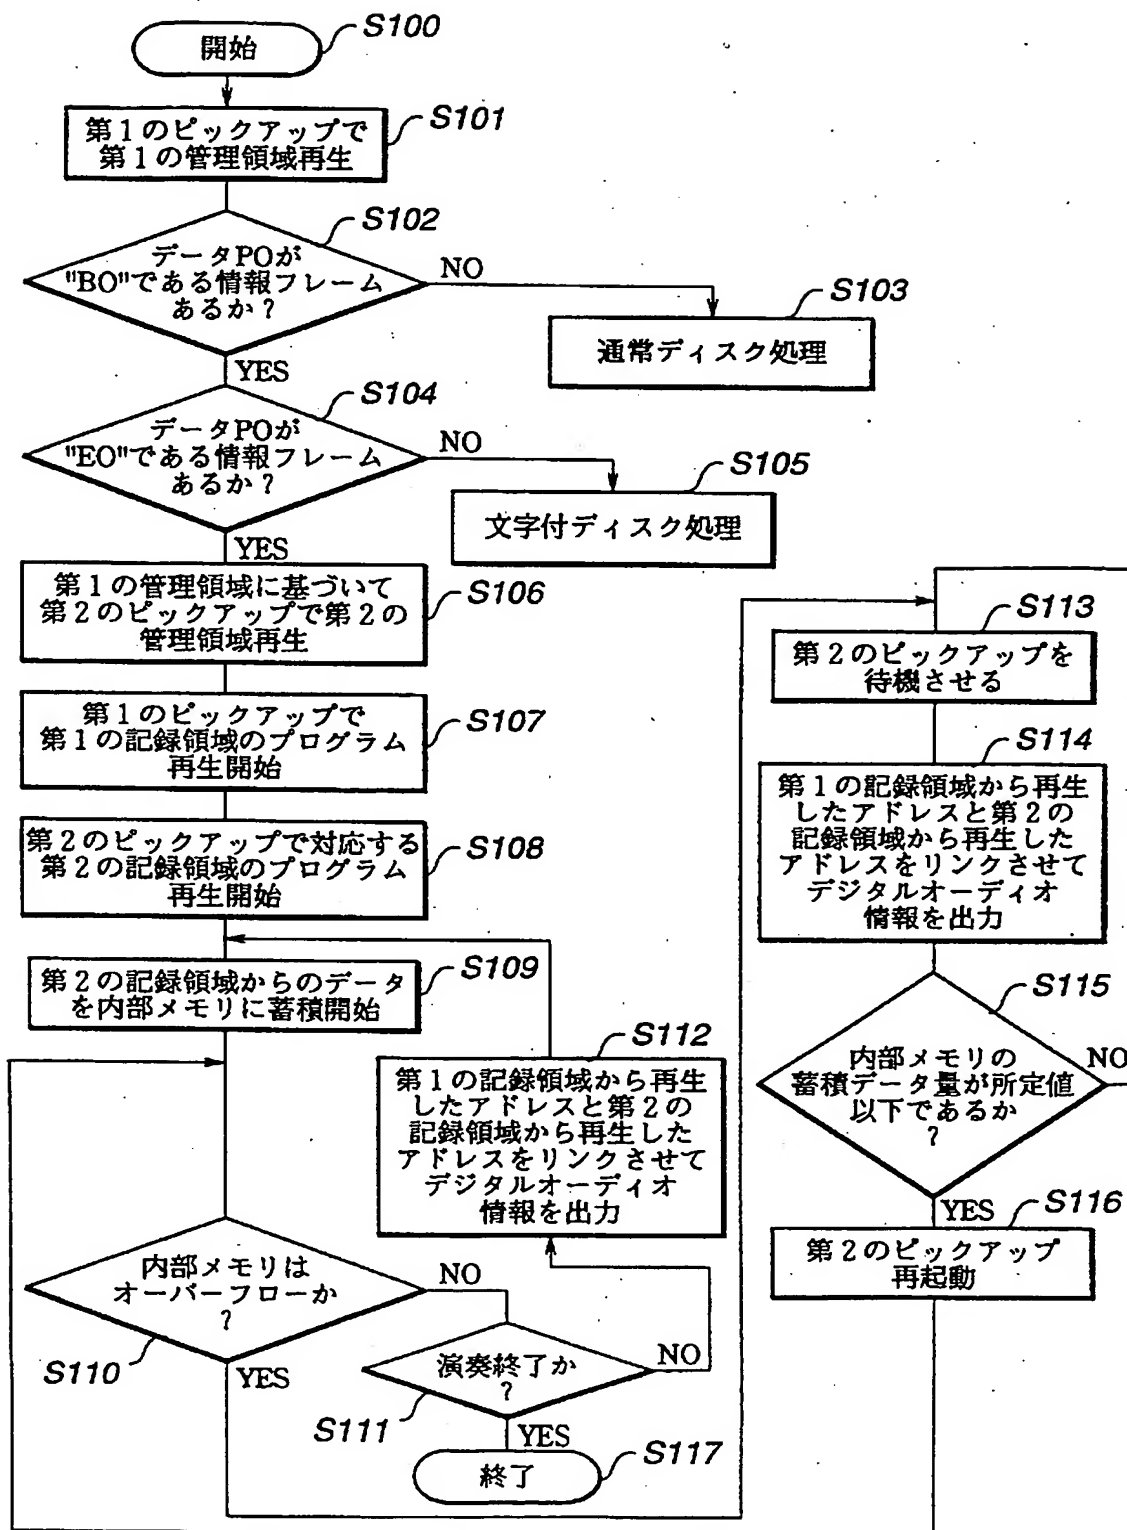 開始
S100
第1のピックアップで
第1の管理領域再生
S101
データPOが
"BO"である情報フレーム
あるか?
S102
NO
YES
通常ディスク処理
S103
データPOが
"EO"である情報フレーム
あるか?
S104
NO
YES
文字付ディスク処理
S105
第1の管理領域に基づいて
第2のピックアップで第2の
管理領域再生
S106
第1のピックアップで
第1の記録領域のプログラム
再生開始
S107
第2のピックアップで対応する
第2の記録領域のプログラム
再生開始
S108
第2の記録領域からのデータ
を内部メモリに蓄積開始
S109
内部メモリは
オーバーフローか
?
S110
NO
YES
演奏終了か
?
S111
NO
YES
第1の記録領域から再生
したアドレスと第2の
記録領域から再生した
アドレスをリンクさせて
デジタルオーディオ
情報を出力
S112
終了
S117
第2のピックアップを
待機させる
S113
第1の記録領域から再生
したアドレスと第2の
記録領域から再生した
アドレスをリンクさせて
デジタルオーディオ
情報を出力
S114
内部メモリの
蓄積データ量が所定値
以下であるか
?
S115
NO
YES
第2のピックアップ
再起動
S116